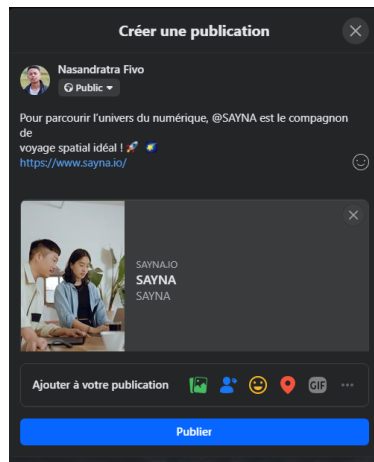 Créer une publication
Nasandratra Fivo
Public
Pour parcourir l'univers du numérique, @SAYNA est le compagnon
de
voyage spatial idéal ! 🚀 🌠
https://www.sayna.io/
SAYNA.IO
SAYNA
SAYNA
Ajouter à votre publication
GIF
Publier